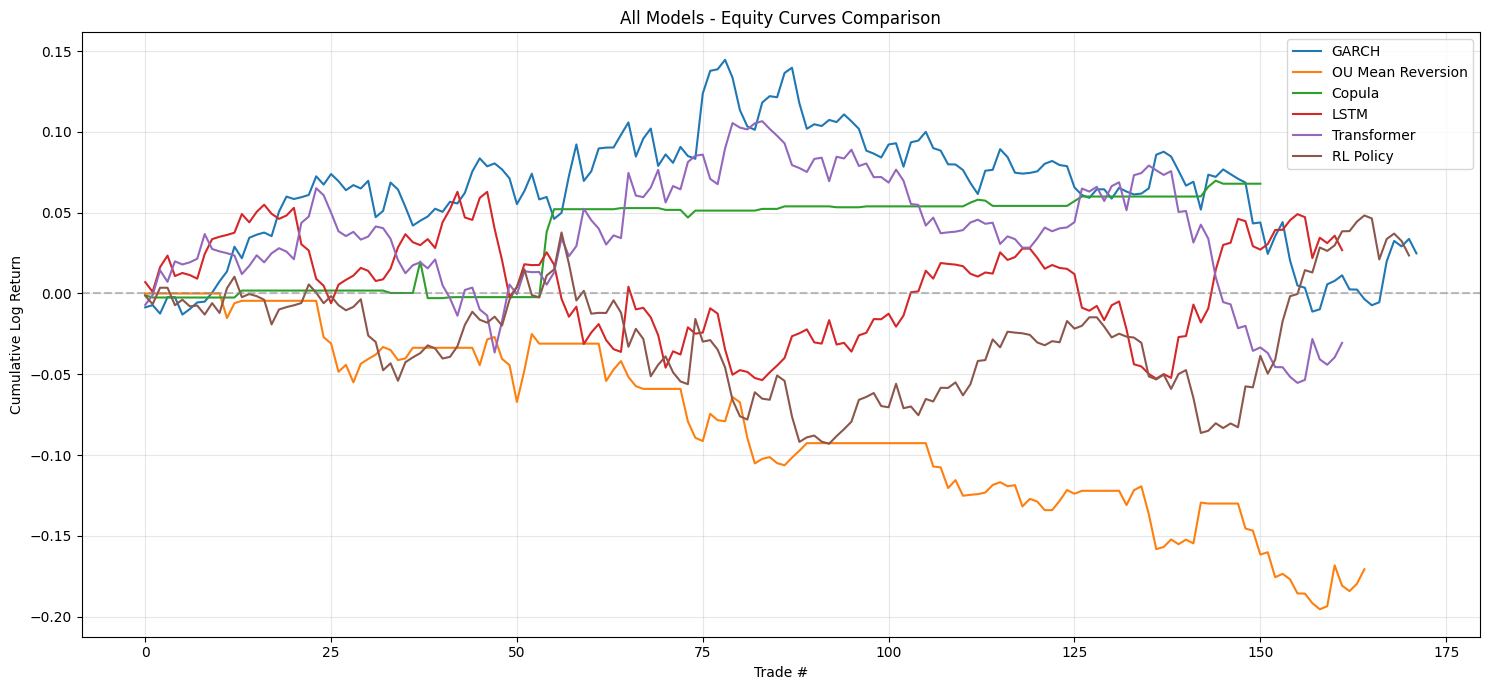 All Models - Equity Curves Comparison
GARCH
OU Mean Reversion
Copula
LSTM
Transformer
RL Policy
Cumulative Log Return
0.15
0.10
0.05
0.00
−0.05
−0.10
−0.15
−0.20
0 25 50 75 100 125 150 175
Trade #